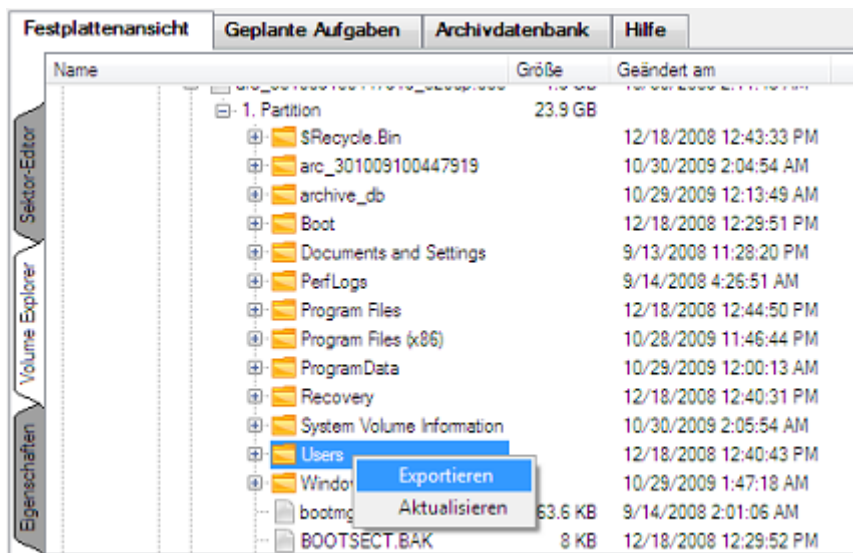 Festplattenansicht Geplante Aufgaben Archivdatenbank Hilfe
Name Größe Geändert am
1. Partition 23.9 GB
$Recycle.Bin 12/18/2008 12:43:33 PM
arc_301009100447919 10/30/2009 2:04:54 AM
archive_db 10/29/2009 12:13:49 AM
Boot 12/18/2008 12:29:51 PM
Documents and Settings 9/13/2008 11:28:20 PM
PerfLogs 9/14/2008 4:26:51 AM
Program Files 12/18/2008 12:44:50 PM
Program Files (x86) 10/28/2009 11:46:44 PM
ProgramData 10/29/2009 12:00:13 AM
Recovery 12/18/2008 12:40:31 PM
System Volume Information 10/30/2009 2:05:54 AM
Users 12/18/2008 12:40:43 PM
Window 10/29/2009 1:47:18 AM
bootmg 63.6 KB 9/14/2008 2:01:06 AM
BOOTSECT.BAK 8 KB 12/18/2008 12:29:52 PM
Exportieren
Aktualisieren
Sektor-Editor
Volume Explorer
Eigenschaften